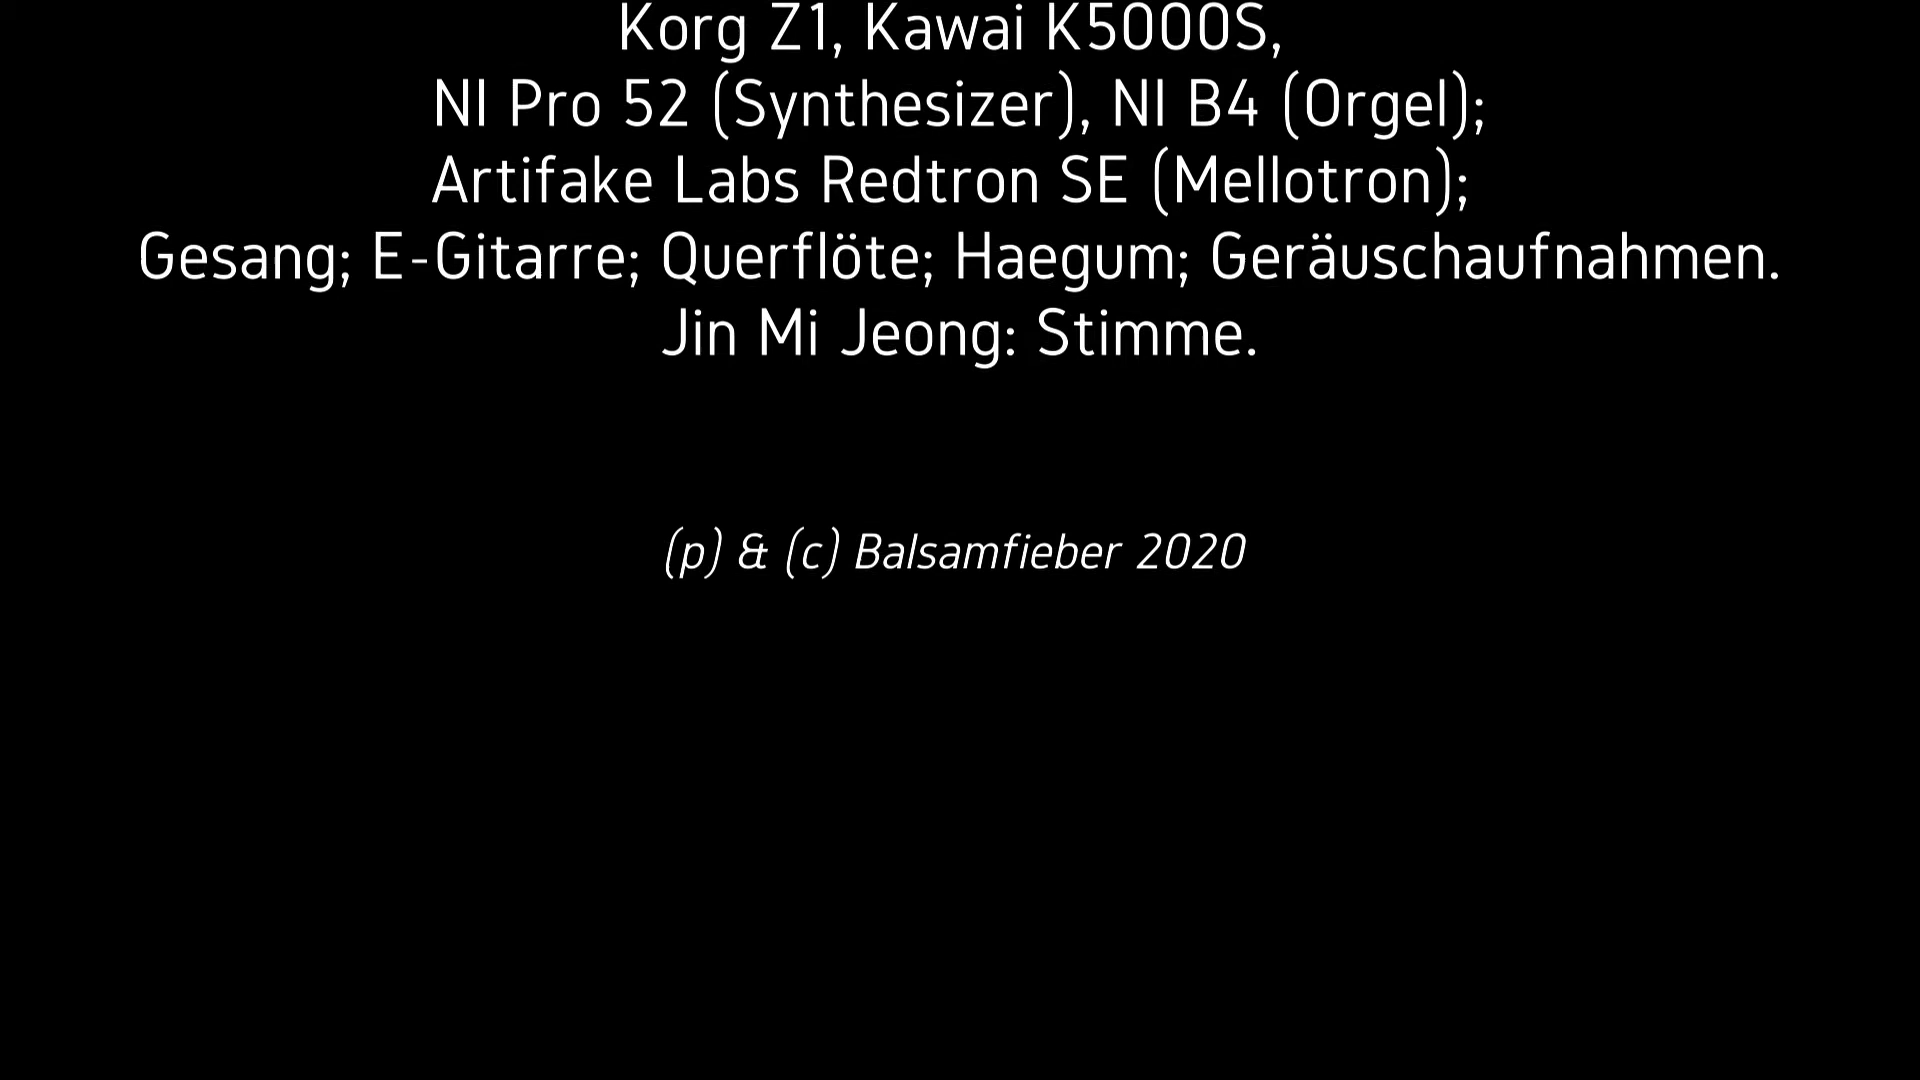 Korg Z1, Kawai K5000S,
NI Pro 52 (Synthesizer), NI B4 (Orgel);
Artifake Labs Redtron SE (Mellotron);
Gesang; E-Gitarre; Querflöte; Haegum; Geräuschaufnahmen.
Jin Mi Jeong: Stimme.
(p) & (c) Balsamfieber 2020